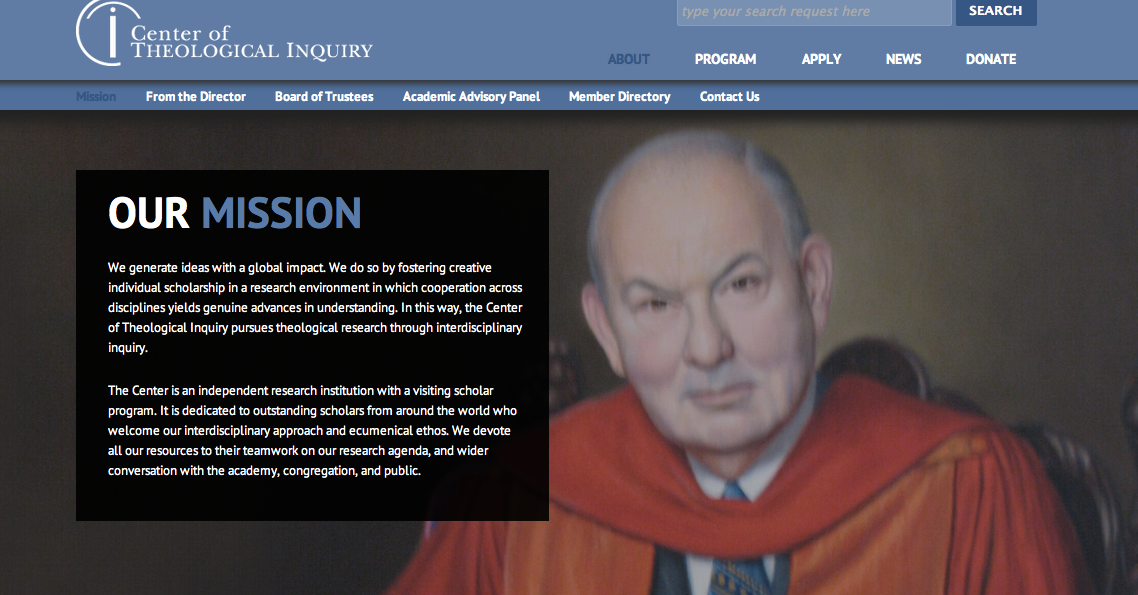 Center of
THEOLOGICAL INQUIRY
type your search request here
SEARCH
ABOUT
PROGRAM
APPLY
NEWS
DONATE
Mission
From the Director
Board of Trustees
Academic Advisory Panel
Member Directory
Contact Us
OUR MISSION
We generate ideas with a global impact. We do so by fostering creative
individual scholarship in a research environment in which cooperation across
disciplines yields genuine advances in understanding. In this way, the Center
of Theological Inquiry pursues theological research through interdisciplinary
inquiry.
The Center is an independent research institution with a visiting scholar
program. It is dedicated to outstanding scholars from around the world who
welcome our interdisciplinary approach and ecumenical ethos. We devote
all our resources to their teamwork on our research agenda, and wider
conversation with the academy, congregation, and public.